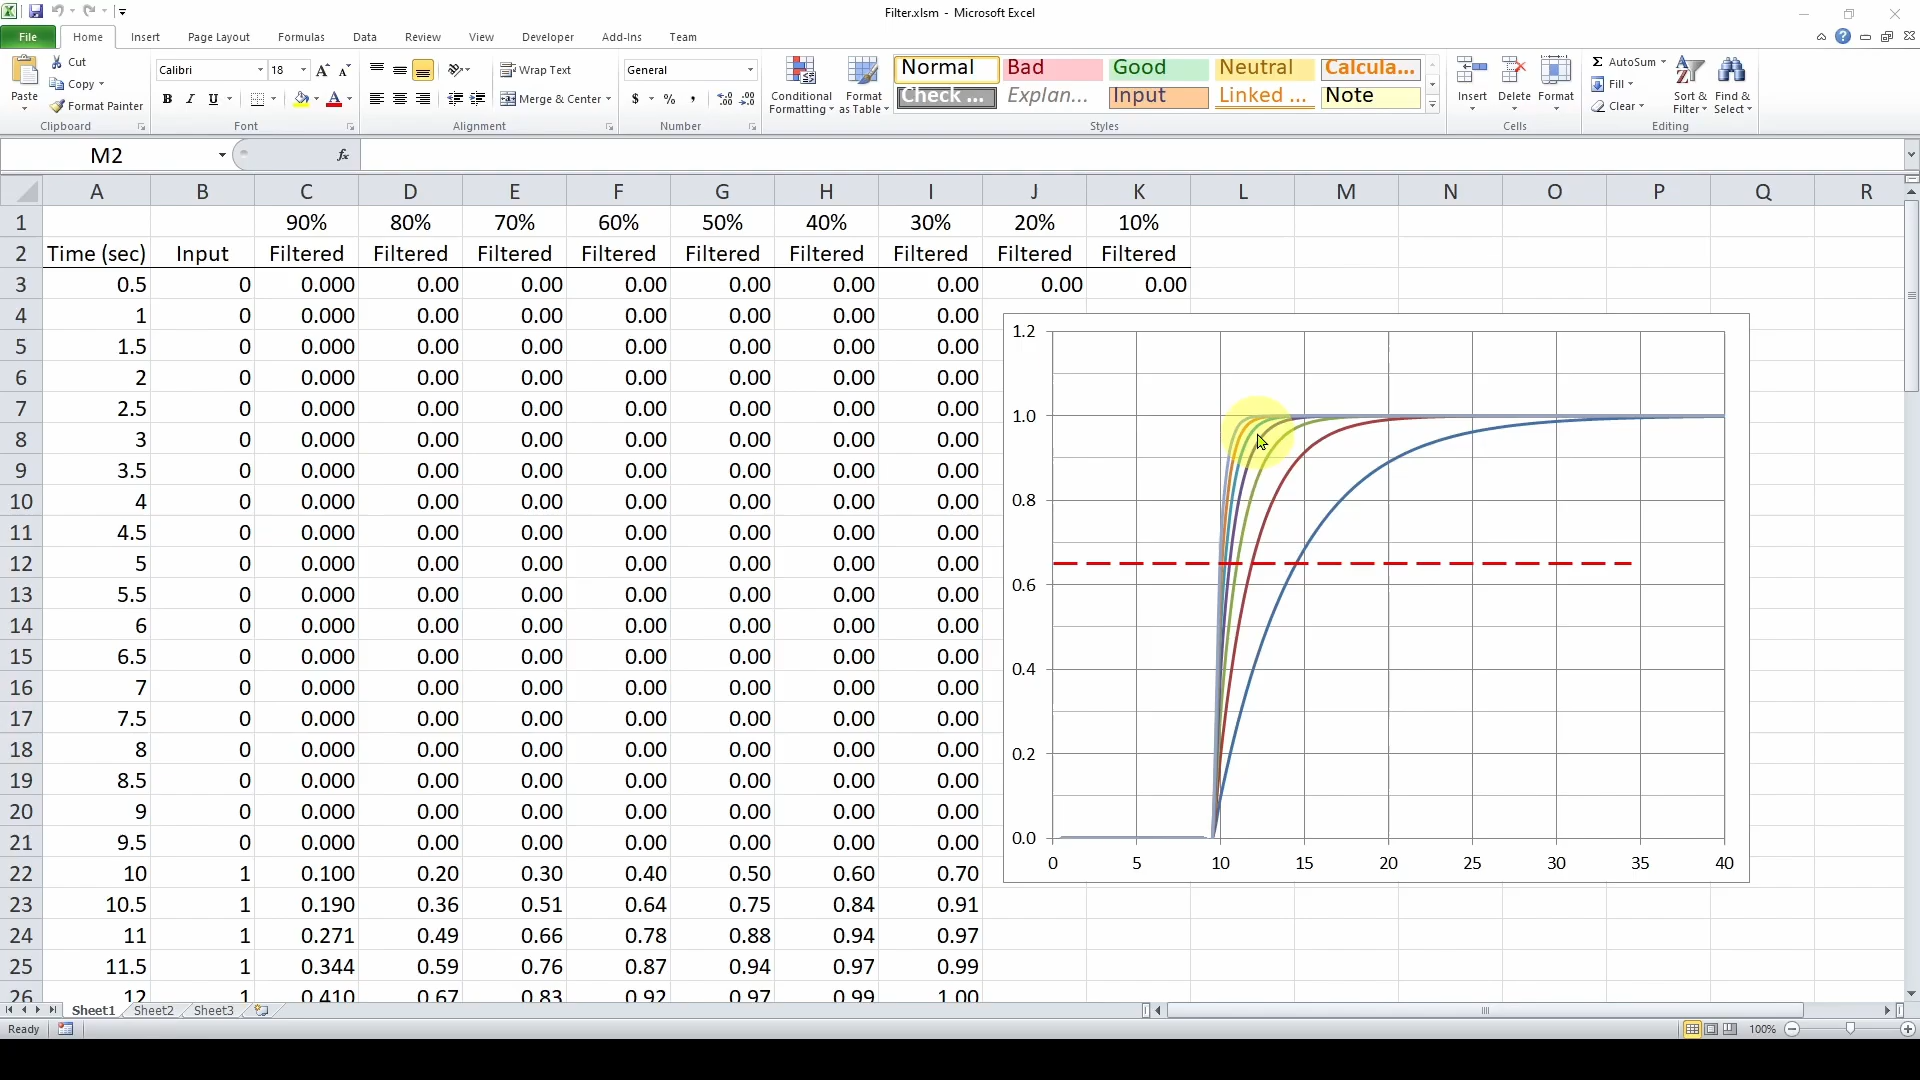 Filter.xlsm - Microsoft Excel
File Home Insert Page Layout Formulas Data Review View Developer Add-Ins Team
Paste
Cut
Copy
Format Painter
Clipboard
Calibri 18
B I U
Font
Wrap Text
Merge & Center
Alignment
General
$ % ,
Number
Conditional Formatting
Format as Table
Normal Bad Good Neutral Calcula...
Check ... Explan... Input Linked ... Note
Styles
Insert Delete Format
Cells
Σ AutoSum
Fill
Clear
Sort & Filter
Find & Select
Editing
M2 fx
A B C D E F G H I J K L M N O P Q R
1 90% 80% 70% 60% 50% 40% 30% 20% 10%
2 Time (sec) Input Filtered Filtered Filtered Filtered Filtered Filtered Filtered Filtered Filtered
3 0.5 0 0.000 0.00 0.00 0.00 0.00 0.00 0.00 0.00 0.00
4 1 0 0.000 0.00 0.00 0.00 0.00 0.00 0.00
5 1.5 0 0.000 0.00 0.00 0.00 0.00 0.00 0.00
6 2 0 0.000 0.00 0.00 0.00 0.00 0.00 0.00
7 2.5 0 0.000 0.00 0.00 0.00 0.00 0.00 0.00
8 3 0 0.000 0.00 0.00 0.00 0.00 0.00 0.00
9 3.5 0 0.000 0.00 0.00 0.00 0.00 0.00 0.00
10 4 0 0.000 0.00 0.00 0.00 0.00 0.00 0.00
11 4.5 0 0.000 0.00 0.00 0.00 0.00 0.00 0.00
12 5 0 0.000 0.00 0.00 0.00 0.00 0.00 0.00
13 5.5 0 0.000 0.00 0.00 0.00 0.00 0.00 0.00
14 6 0 0.000 0.00 0.00 0.00 0.00 0.00 0.00
15 6.5 0 0.000 0.00 0.00 0.00 0.00 0.00 0.00
16 7 0 0.000 0.00 0.00 0.00 0.00 0.00 0.00
17 7.5 0 0.000 0.00 0.00 0.00 0.00 0.00 0.00
18 8 0 0.000 0.00 0.00 0.00 0.00 0.00 0.00
19 8.5 0 0.000 0.00 0.00 0.00 0.00 0.00 0.00
20 9 0 0.000 0.00 0.00 0.00 0.00 0.00 0.00
21 9.5 0 0.000 0.00 0.00 0.00 0.00 0.00 0.00
22 10 1 0.100 0.20 0.30 0.40 0.50 0.60 0.70
23 10.5 1 0.190 0.36 0.51 0.64 0.75 0.84 0.91
24 11 1 0.271 0.49 0.66 0.78 0.88 0.94 0.97
25 11.5 1 0.344 0.59 0.76 0.87 0.94 0.97 0.99
26 12 1 0.410 0.67 0.83 0.92 0.97 0.99 1.00
1.2
1.0
0.8
0.6
0.4
0.2
0.0
0 5 10 15 20 25 30 35 40
Sheet1 Sheet2 Sheet3
Ready 100%